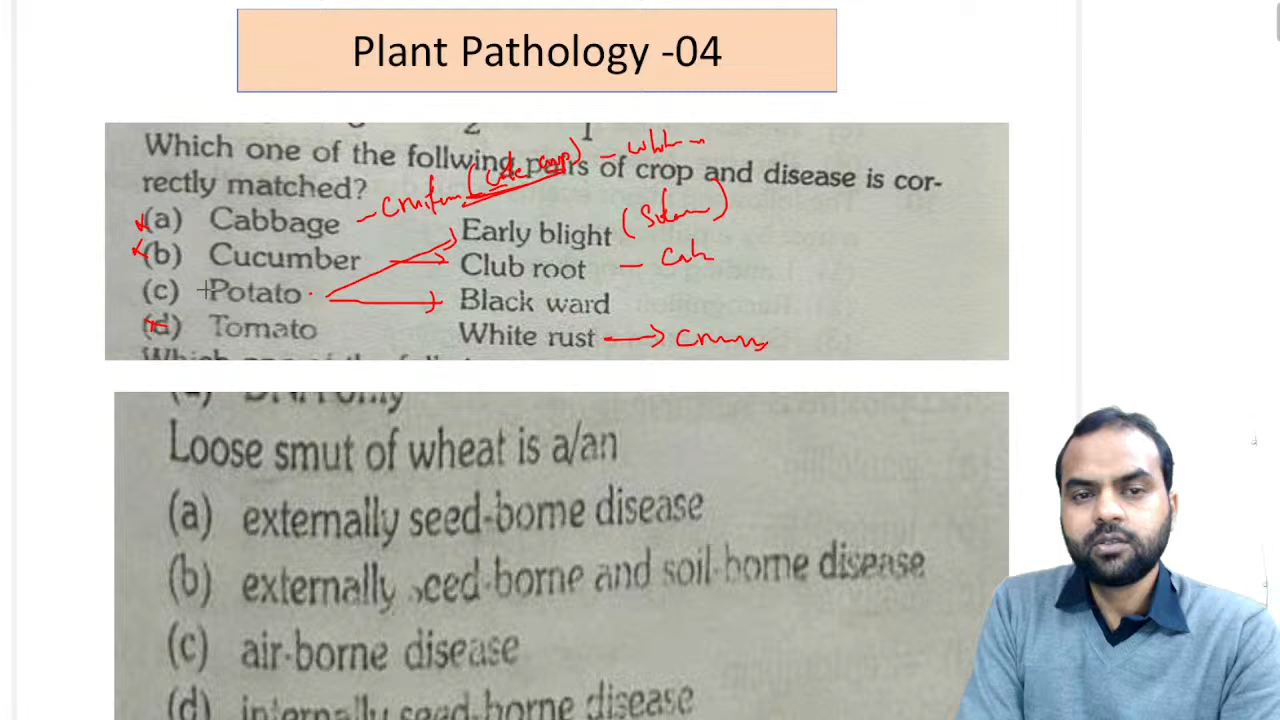 Plant Pathology -04
Which one of the follwing pairs of crop and disease is cor-
rectly matched?
(a) Cabbage Early blight
(b) Cucumber Club root
(c) Potato Black ward
(d) Tomato White rust
Loose smut of wheat is a/an
(a) externally seed-borne disease
(b) externally seed-borne and soil-borne disease
(c) air-borne disease
(d) internally seed-borne disease